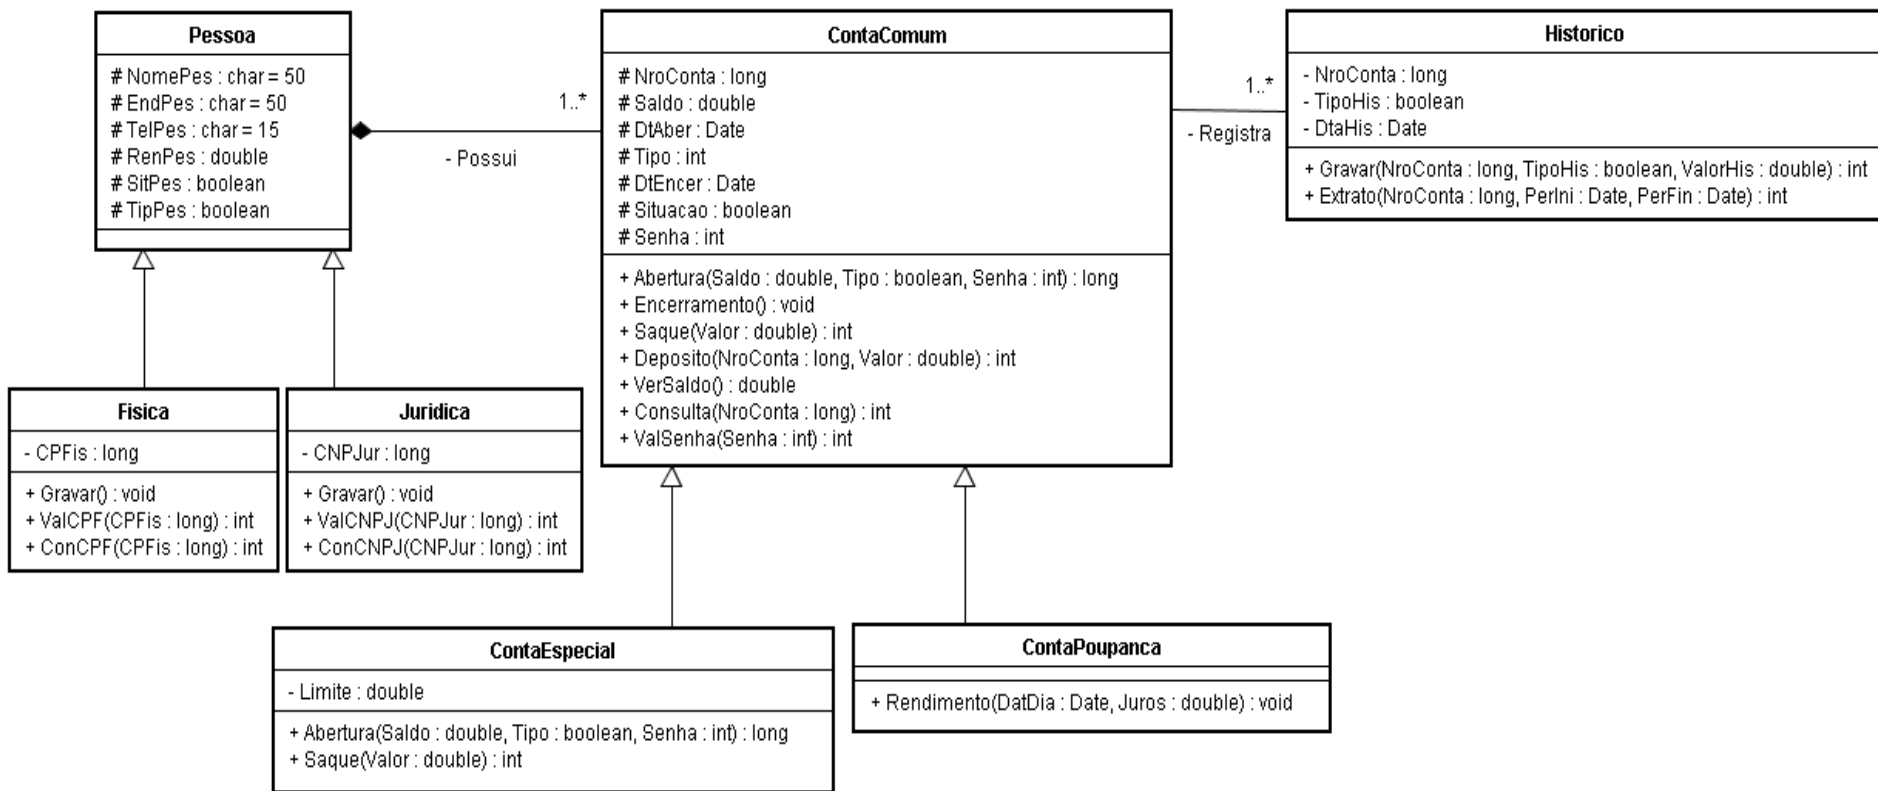 Pessoa
# NomePes : char = 50
# EndPes : char = 50
# TelPes : char = 15
# RenPes : double
# SitPes : boolean
# TipPes : boolean
1..*
- Possui
ContaComum
# NroConta : long
# Saldo : double
# DtAber : Date
# Tipo : int
# DtEncer : Date
# Situacao : boolean
# Senha : int
+ Abertura(Saldo : double, Tipo : boolean, Senha : int) : long
+ Encerramento() : void
+ Saque(Valor : double) : int
+ Deposito(NroConta : long, Valor : double) : int
+ VerSaldo() : double
+ Consulta(NroConta : long) : int
+ ValSenha(Senha : int) : int
1..*
- Registra
Historico
- NroConta : long
- TipoHis : boolean
- DtaHis : Date
+ Gravar(NroConta : long, TipoHis : boolean, ValorHis : double) : int
+ Extrato(NroConta : long, PerIni : Date, PerFin : Date) : int
Fisica
- CPFis : long
+ Gravar() : void
+ ValCPF(CPFis : long) : int
+ ConCPF(CPFis : long) : int
Juridica
- CNPJur : long
+ Gravar() : void
+ ValCNPJ(CNPJur : long) : int
+ ConCNPJ(CNPJur : long) : int
ContaEspecial
- Limite : double
+ Abertura(Saldo : double, Tipo : boolean, Senha : int) : long
+ Saque(Valor : double) : int
ContaPoupanca
+ Rendimento(DatDia : Date, Juros : double) : void